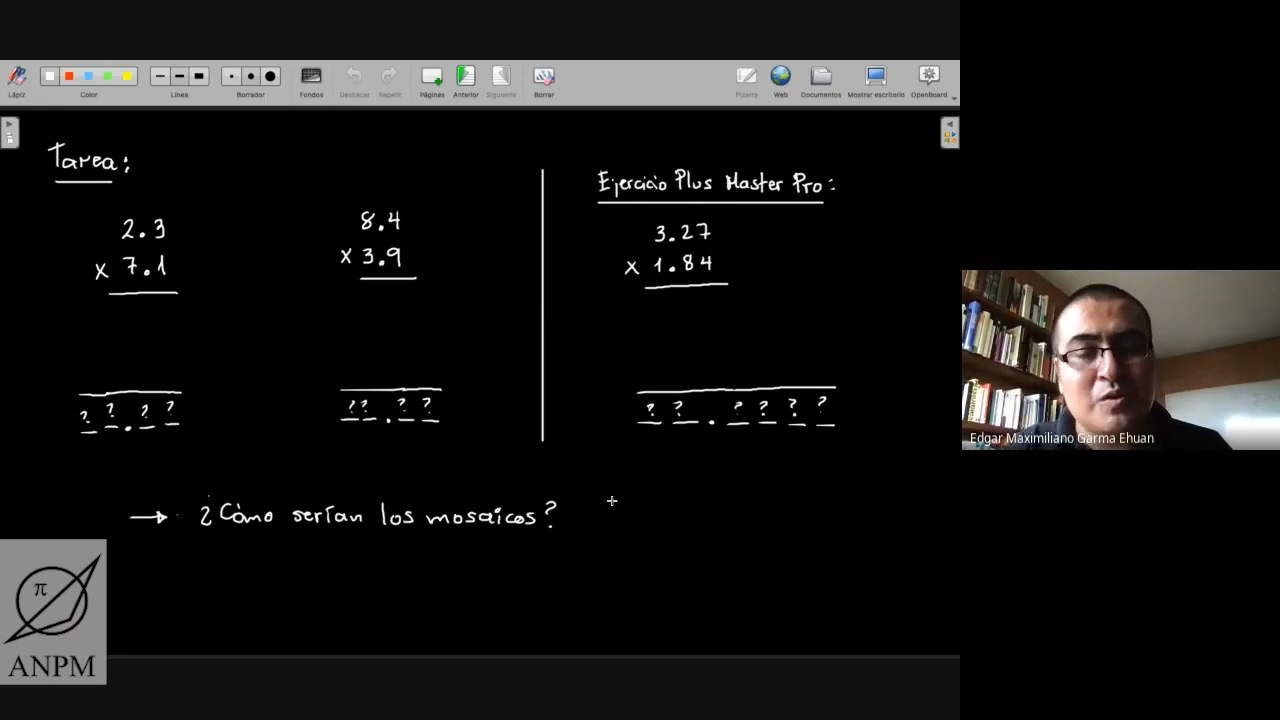 Lápiz Color Línea Borrador Fondos Deshacer Repetir Páginas Anterior Siguiente Borrar Pizarra Web Documentos Mostrar escritorio OpenBoard
Tarea:
2.3
x 7.1
? ? . ? ?
8.4
x 3.9
? ? . ? ?
Ejercicio Plus Master Pro:
3.27
x 1.84
? ? . ? ? ? ?
→ ¿Cómo serían los mosaicos?
π
ANPM
Edgar Maximiliano Garma Ehuan